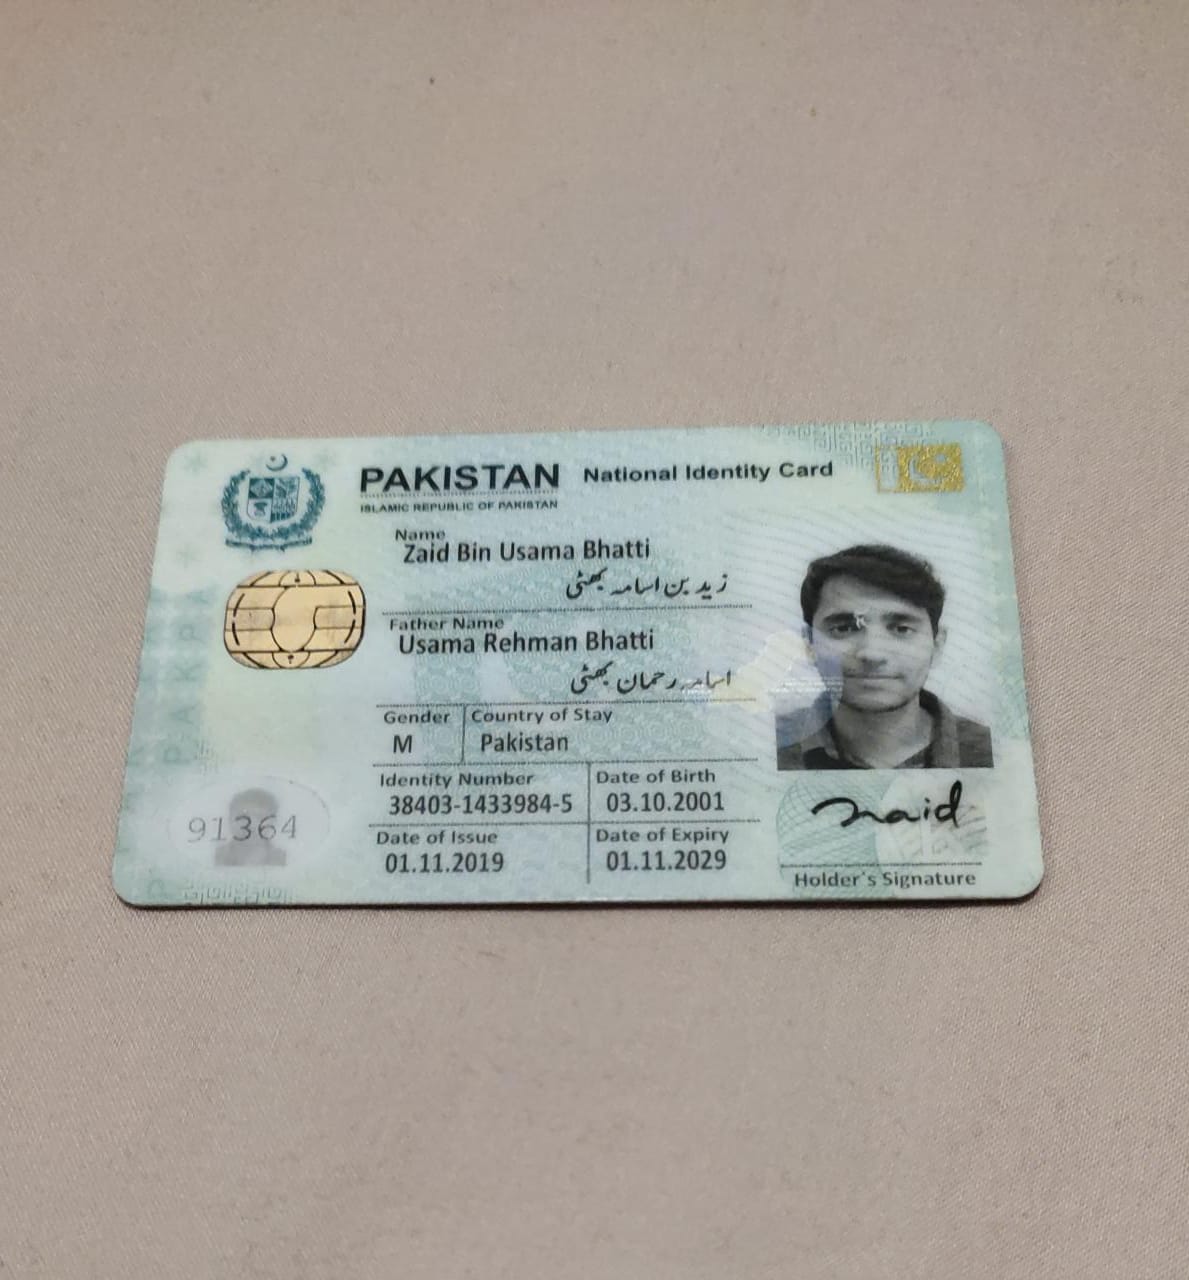 PAKISTAN National Identity Card
ISLAMIC REPUBLIC OF PAKISTAN
Name
Zaid Bin Usama Bhatti
زید بن اسامہ بھٹی
Father Name
Usama Rehman Bhatti
اسامہ رحمان بھٹی
Gender Country of Stay
M Pakistan
Identity Number Date of Birth
38403-1433984-5 03.10.2001
Date of Issue Date of Expiry
01.11.2019 01.11.2029
91364
Holder's Signature